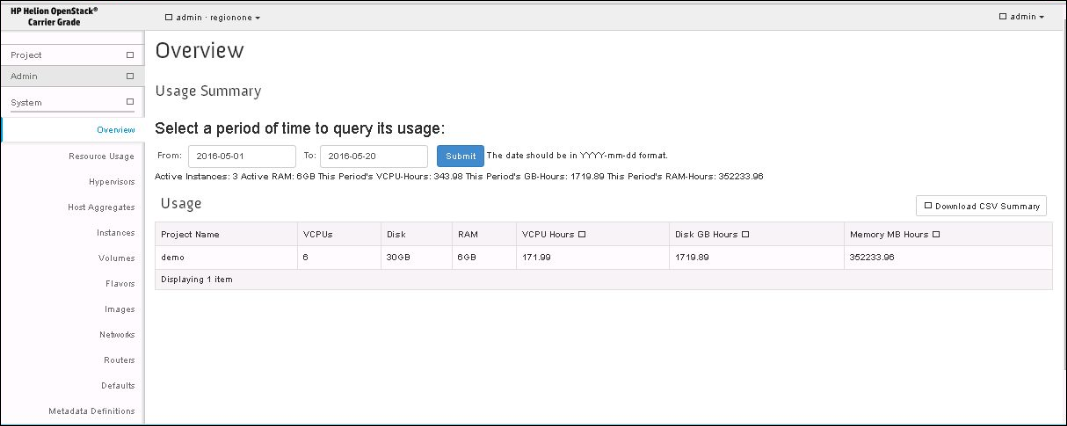 HP Helion OpenStack®
Carrier Grade
admin · regionone
admin
Project
Admin
System
Overview
Resource Usage
Hypervisors
Host Aggregates
Instances
Volumes
Flavors
Images
Networks
Routers
Defaults
Metadata Definitions
Overview
Usage Summary
Select a period of time to query its usage:
From: 2016-05-01 To: 2016-05-20 Submit The date should be in YYYY-mm-dd format.
Active Instances: 3 Active RAM: 6GB This Period's VCPU-Hours: 343.98 This Period's GB-Hours: 1719.89 This Period's RAM-Hours: 352233.96
Usage
Download CSV Summary
Project Name VCPUs Disk RAM VCPU Hours Disk GB Hours Memory MB Hours
demo 6 30GB 6GB 171.99 1719.89 352233.96
Displaying 1 item